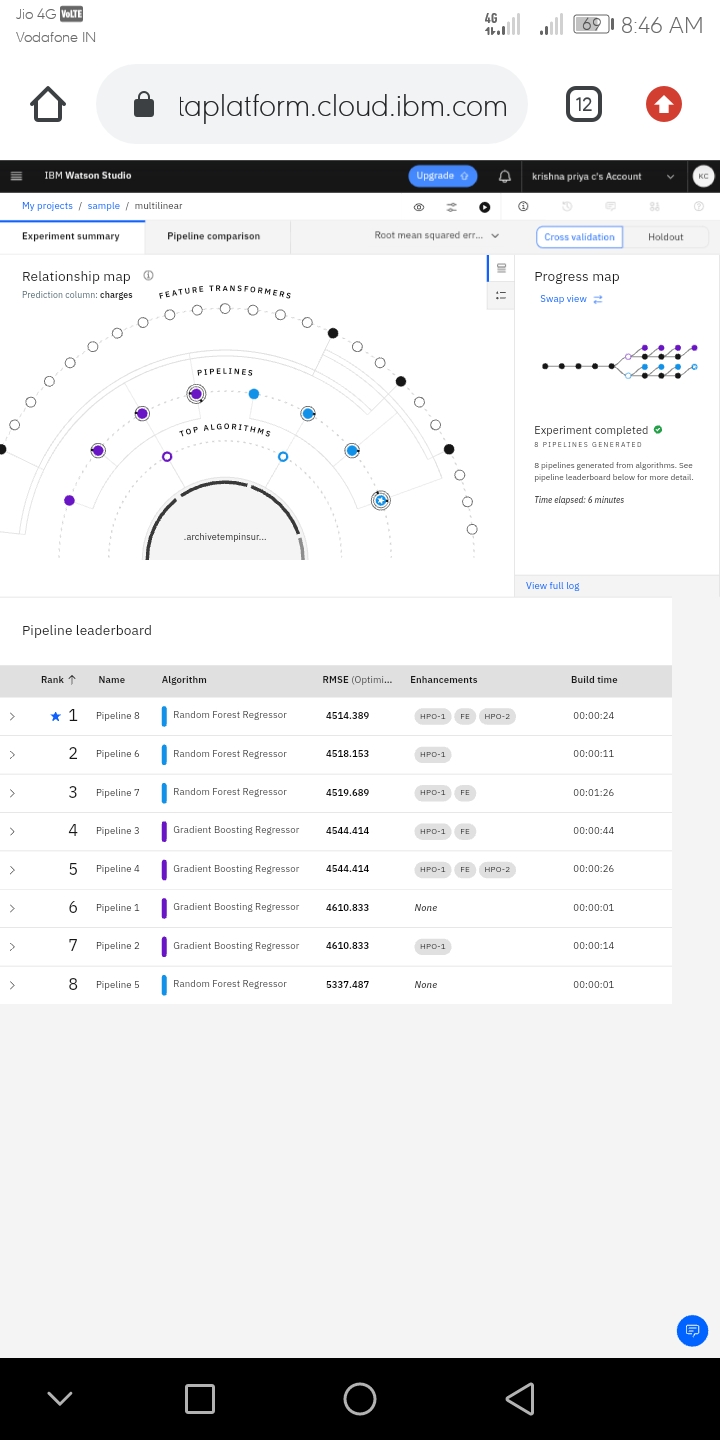 Jio 4G VoLTE
Vodafone IN
4G 69 8:46 AM
taplatform.cloud.ibm.com 12
IBM Watson Studio Upgrade krishna priya c's Account KC
My projects / sample / multilinear
Experiment summary Pipeline comparison Root mean squared err... Cross validation Holdout
Relationship map
Prediction column: charges
FEATURE TRANSFORMERS
PIPELINES
TOP ALGORITHMS
.archivetempinsur...
Progress map
Swap view
Experiment completed
8 PIPELINES GENERATED
8 pipelines generated from algorithms. See
pipeline leaderboard below for more detail.
Time elapsed: 6 minutes
View full log
Pipeline leaderboard
Rank Name Algorithm RMSE (Optimi... Enhancements Build time
1 Pipeline 8 Random Forest Regressor 4514.389 HPO-1 FE HPO-2 00:00:24
2 Pipeline 6 Random Forest Regressor 4518.153 HPO-1 00:00:11
3 Pipeline 7 Random Forest Regressor 4519.689 HPO-1 FE 00:01:26
4 Pipeline 3 Gradient Boosting Regressor 4544.414 HPO-1 FE 00:00:44
5 Pipeline 4 Gradient Boosting Regressor 4544.414 HPO-1 FE HPO-2 00:00:26
6 Pipeline 1 Gradient Boosting Regressor 4610.833 None 00:00:01
7 Pipeline 2 Gradient Boosting Regressor 4610.833 HPO-1 00:00:14
8 Pipeline 5 Random Forest Regressor 5337.487 None 00:00:01